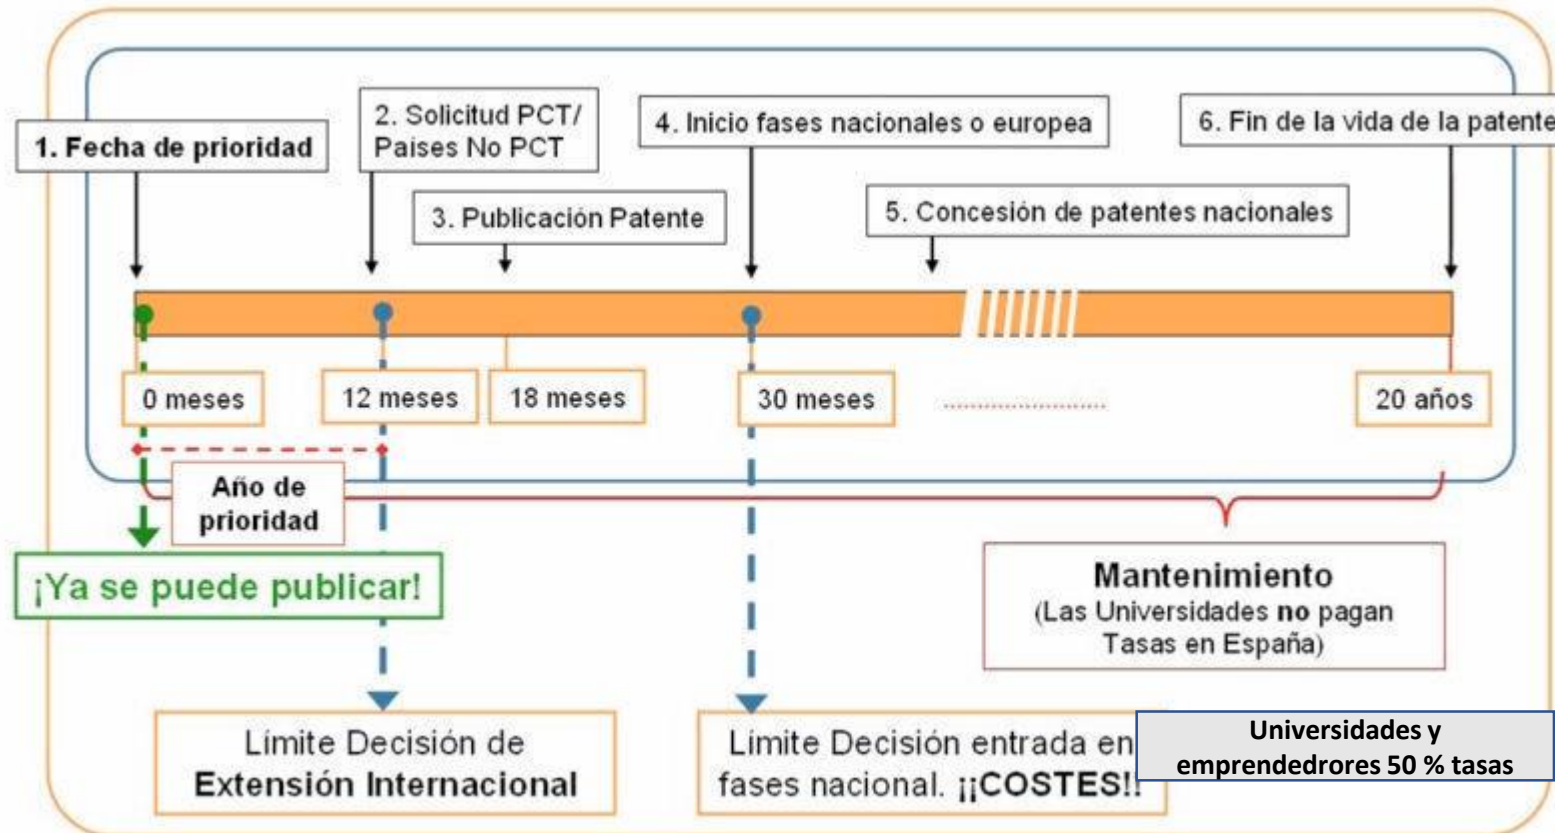 1. Fecha de prioridad
2. Solicitud PCT/
Paises No PCT
3. Publicación Patente
4. Inicio fases nacionales o europea
5. Concesión de patentes nacionales
6. Fin de la vida de la patente
0 meses
12 meses
18 meses
30 meses
.......................
20 años
Año de
prioridad
¡Ya se puede publicar!
Mantenimiento
(Las Universidades no pagan
Tasas en España)
Límite Decisión de
Extensión Internacional
Límite Decisión entrada en
fases nacional. ¡¡COSTES!!
Universidades y
emprendedrores 50 % tasas